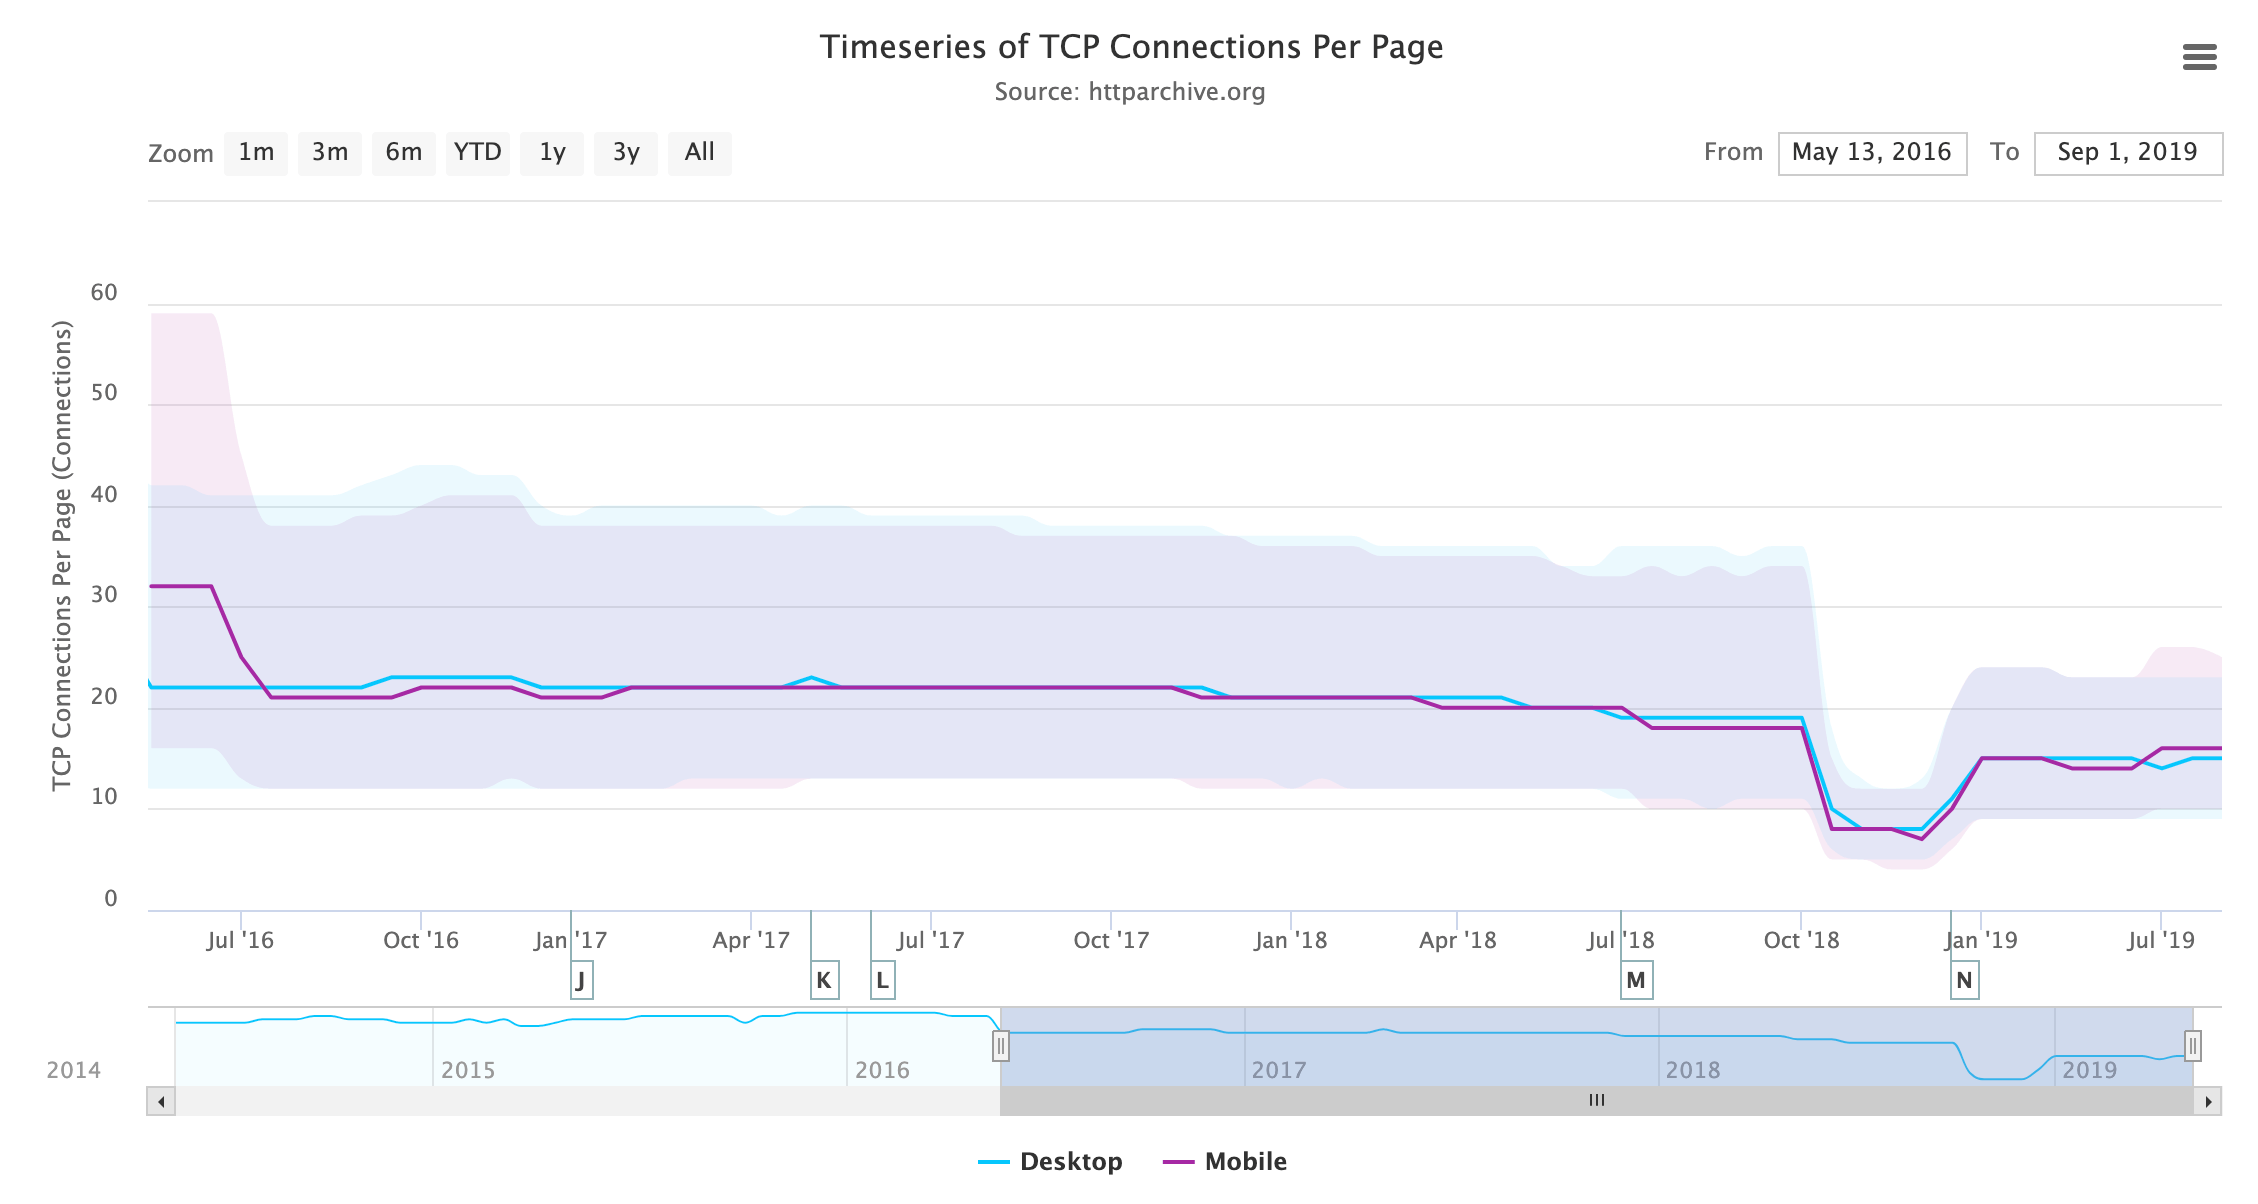 Timeseries of TCP Connections Per Page
Source: httparchive.org
Zoom 1m 3m 6m YTD 1y 3y All
From May 13, 2016 To Sep 1, 2019
TCP Connections Per Page (Connections)
60
50
40
30
20
10
0
Jul '16 Oct '16 Jan '17 Apr '17 Jul '17 Oct '17 Jan '18 Apr '18 Jul '18 Oct '18 Jan '19 Jul '19
J K L M N
2014 2015 2016 2017 2018 2019
Desktop Mobile